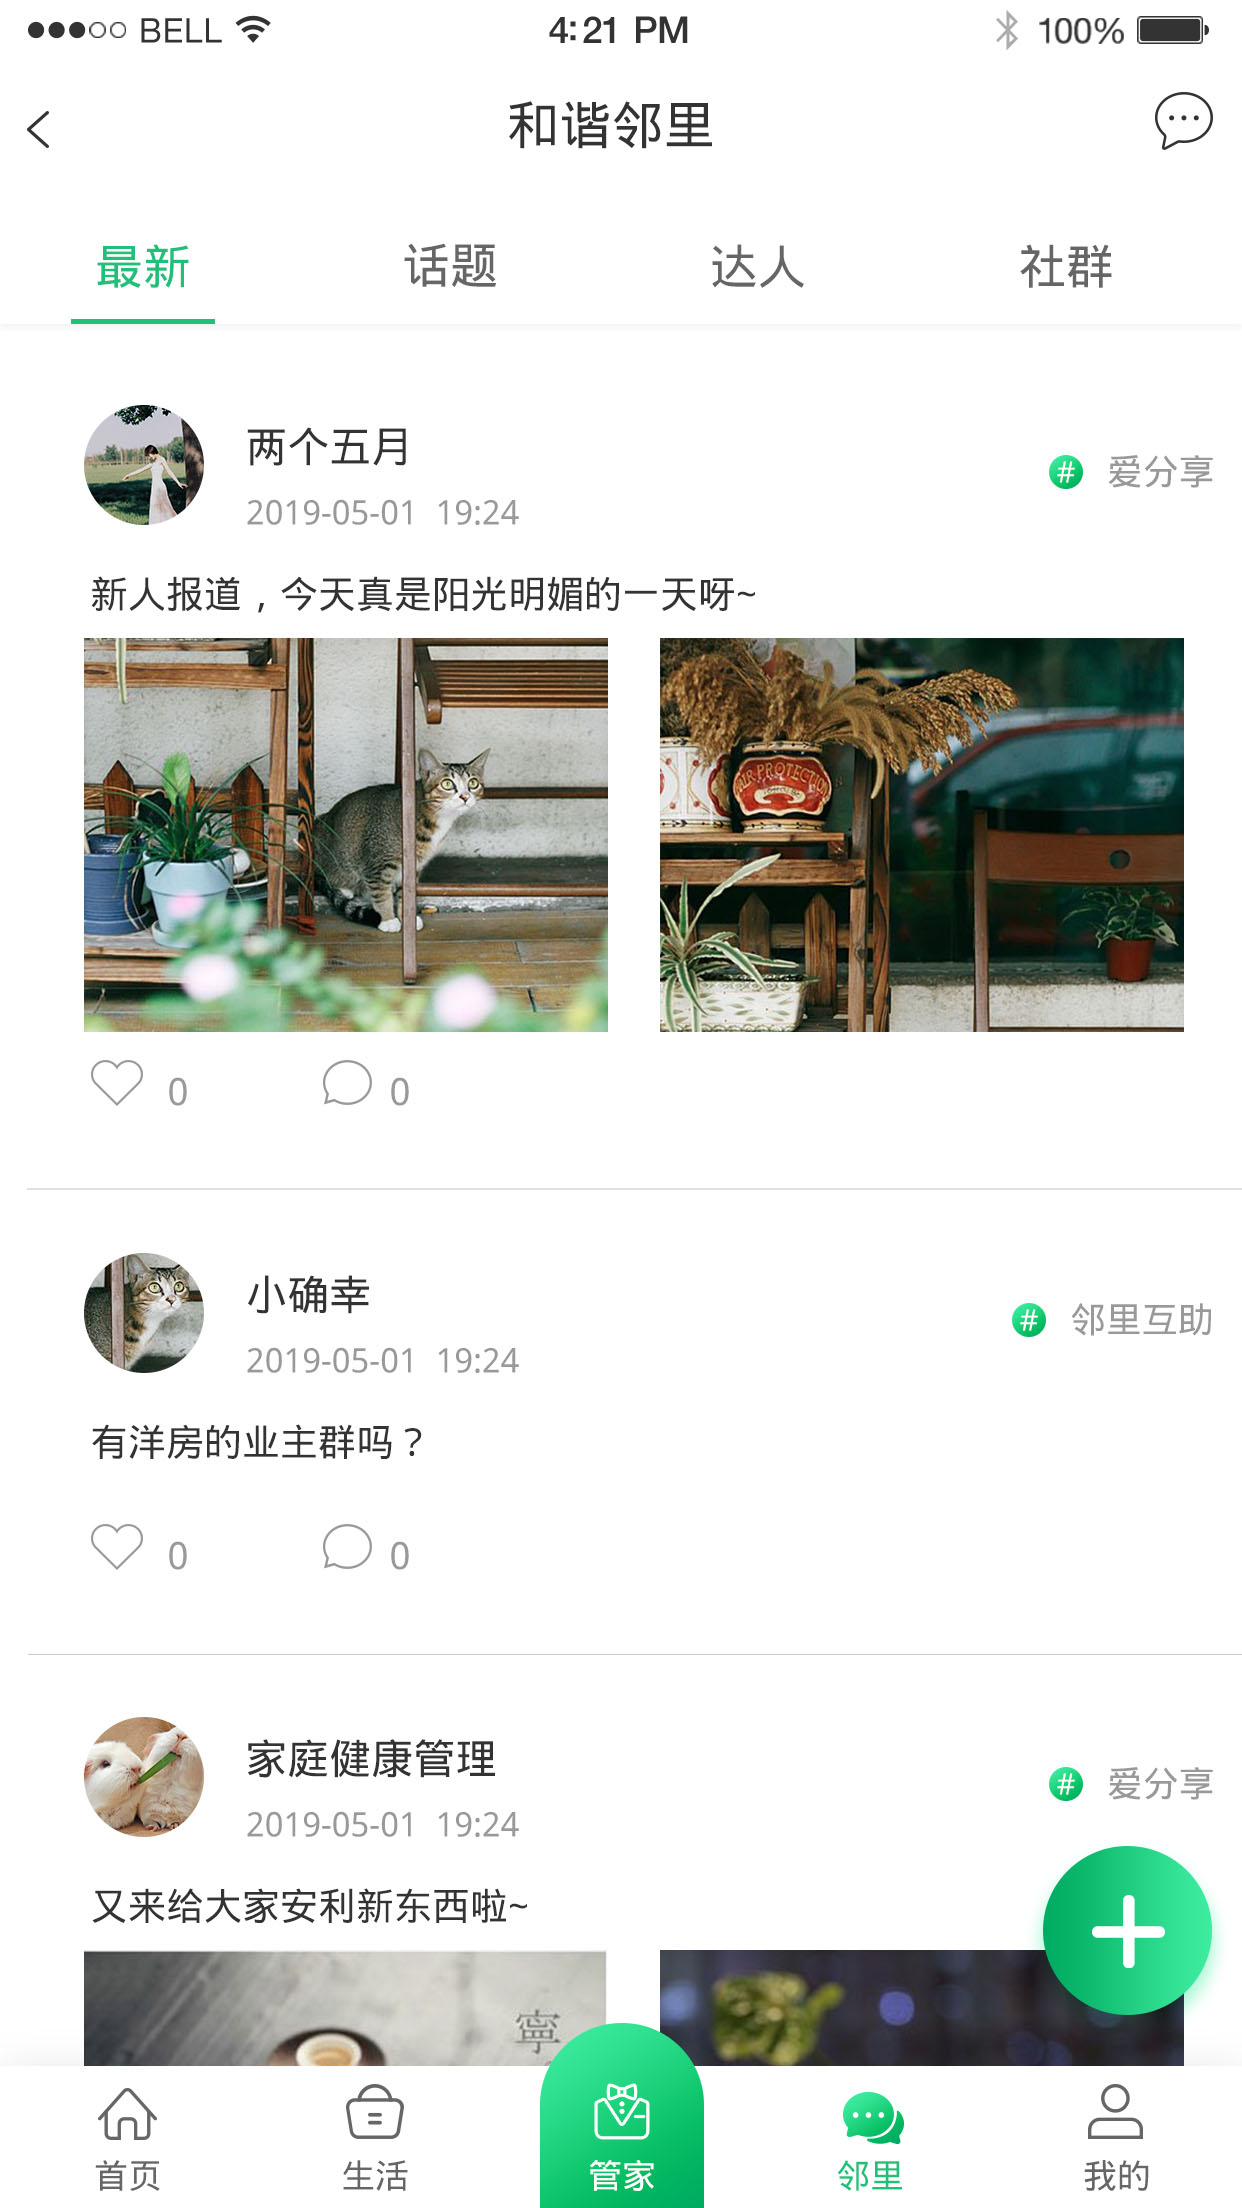 BELL 4:21 PM 100%
和谐邻里
最新 话题 达人 社群
两个五月
# 爱分享
2019-05-01 19:24
新人报道，今天真是阳光明媚的一天呀~
PROTECTION
0 0
小确幸
# 邻里互助
2019-05-01 19:24
有洋房的业主群吗？
0 0
家庭健康管理
# 爱分享
2019-05-01 19:24
又来给大家安利新东西啦~
寧
首页 生活 管家 邻里 我的